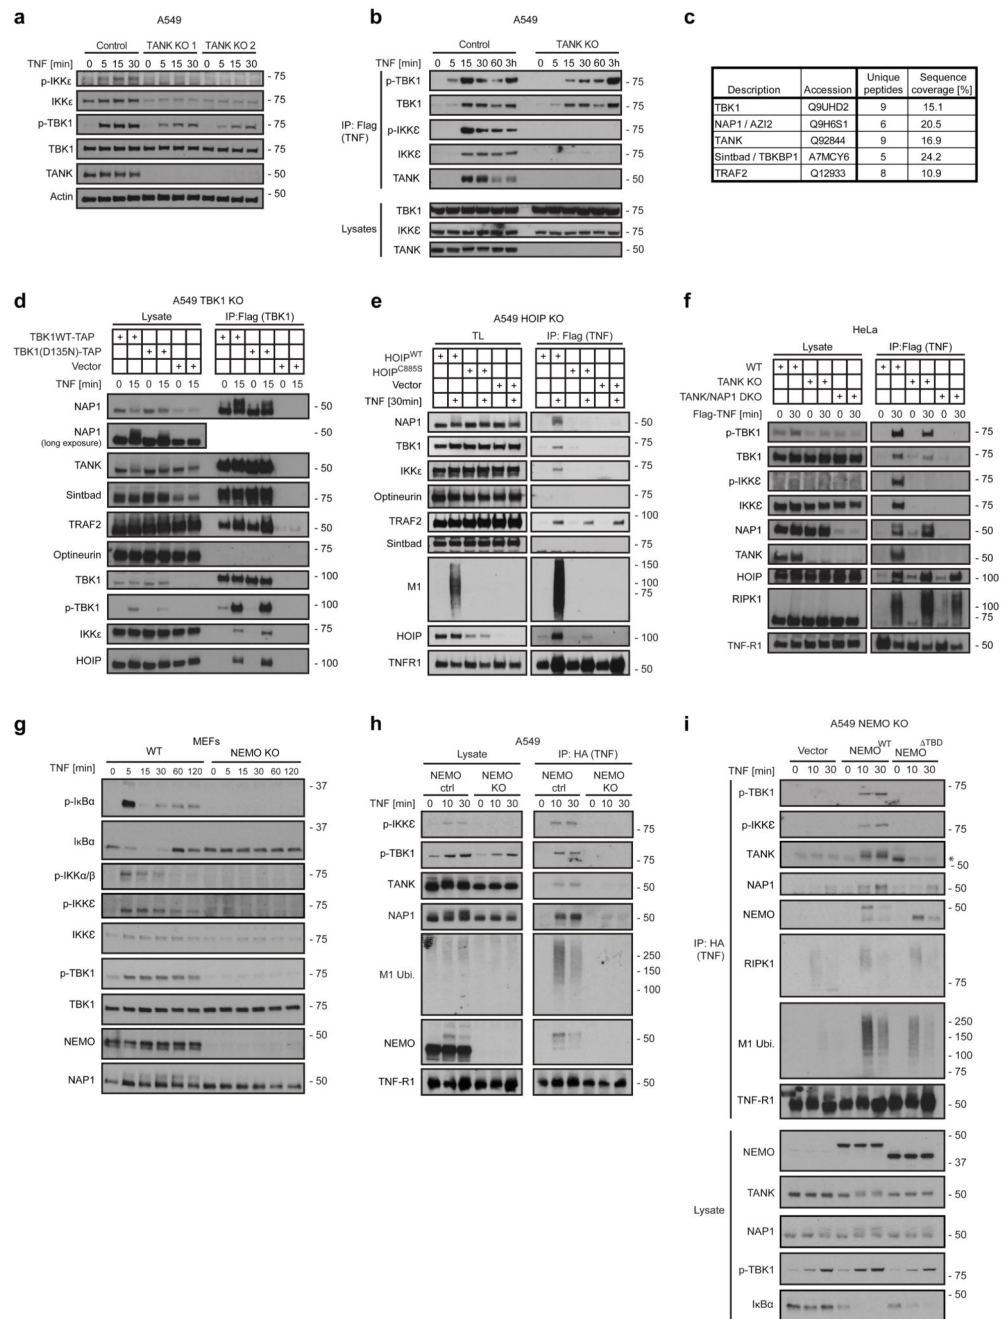 a
A549
Control TANK KO 1 TANK KO 2
TNF [min] 0 5 15 30 0 5 15 30 0 5 15 30
p-IKKε - 75
IKKε - 75
p-TBK1 - 75
TBK1 - 75
TANK - 50
Actin - 50
b
A549
Control TANK KO
TNF [min] 0 5 15 30 60 3h 0 5 15 30 60 3h
IP: Flag (TNF)
p-TBK1 - 75
TBK1 - 75
p-IKKƐ - 75
IKKƐ - 75
TANK - 50
Lysates
TBK1 - 75
IKKƐ - 75
TANK - 50
c
Description Accession Unique peptides Sequence coverage [%]
TBK1 Q9UHD2 9 15.1
NAP1 / AZI2 Q9H6S1 6 20.5
TANK Q92844 9 16.9
Sintbad / TBKBP1 A7MCY6 5 24.2
TRAF2 Q12933 8 10.9
d
A549 TBK1 KO
Lysate IP:Flag (TBK1)
TBK1WT-TAP + + + +
TBK1(D135N)-TAP + + + +
Vector + + + +
TNF [min] 0 15 0 15 0 15 0 15 0 15 0 15
NAP1 - 50
NAP1 - 50
(long exposure)
TANK - 50
Sintbad - 75
TRAF2 - 50
Optineurin - 75
TBK1 - 100
p-TBK1 - 100
IKKε - 75
HOIP - 100
e
A549 HOIP KO
TL IP: Flag (TNF)
HOIP^WT + + + +
HOIP^C885S + + + +
Vector + + + +
TNF [30min] + + + + + +
NAP1 - 50
TBK1 - 75
IKKε - 75
Optineurin - 75
TRAF2 - 100 - 50
Sintbad - 75
M1 - 150 - 100 - 75
HOIP - 100
TNFR1 - 50
f
HeLa
Lysate IP:Flag (TNF)
WT + + + +
TANK KO + + + +
TANK/NAP1 DKO + + + +
Flag-TNF [min] 0 30 0 30 0 30 0 30 0 30 0 30
p-TBK1 - 75
TBK1 - 75
p-IKKƐ - 75
IKKƐ - 75
NAP1 - 50
TANK - 50
HOIP - 100
RIPK1 - 100 - 75
TNF-R1 - 50
g
MEFs
WT NEMO KO
TNF [min] 0 5 15 30 60 120 0 5 15 30 60 120
p-IκBα - 37
IκBα - 37
p-IKKα/β - 75
p-IKKƐ - 75
IKKƐ - 75
p-TBK1 - 75
TBK1 - 75
NEMO - 50
NAP1 - 50
h
A549
Lysate IP: HA (TNF)
NEMO ctrl NEMO KO NEMO ctrl NEMO KO
TNF [min] 0 10 30 0 10 30 0 10 30 0 10 30
p-IKKƐ - 75
p-TBK1 - 75
TANK - 50
NAP1 - 50
M1 Ubi. - 250 - 150 - 100
NEMO - 50
TNF-R1 - 50
i
A549 NEMO KO
Vector NEMO^WT NEMO^ΔTBD
TNF [min] 0 10 30 0 10 30 0 10 30
IP: HA (TNF)
p-TBK1 - 75
p-IKKƐ - 75
TANK * - 50
NAP1 - 50
NEMO - 50
RIPK1 - 75
M1 Ubi. - 250 - 150 - 100 - 75
TNF-R1 - 50
Lysate
NEMO - 50 - 37
TANK - 50
NAP1 - 50
p-TBK1 - 75
IκBα - 50